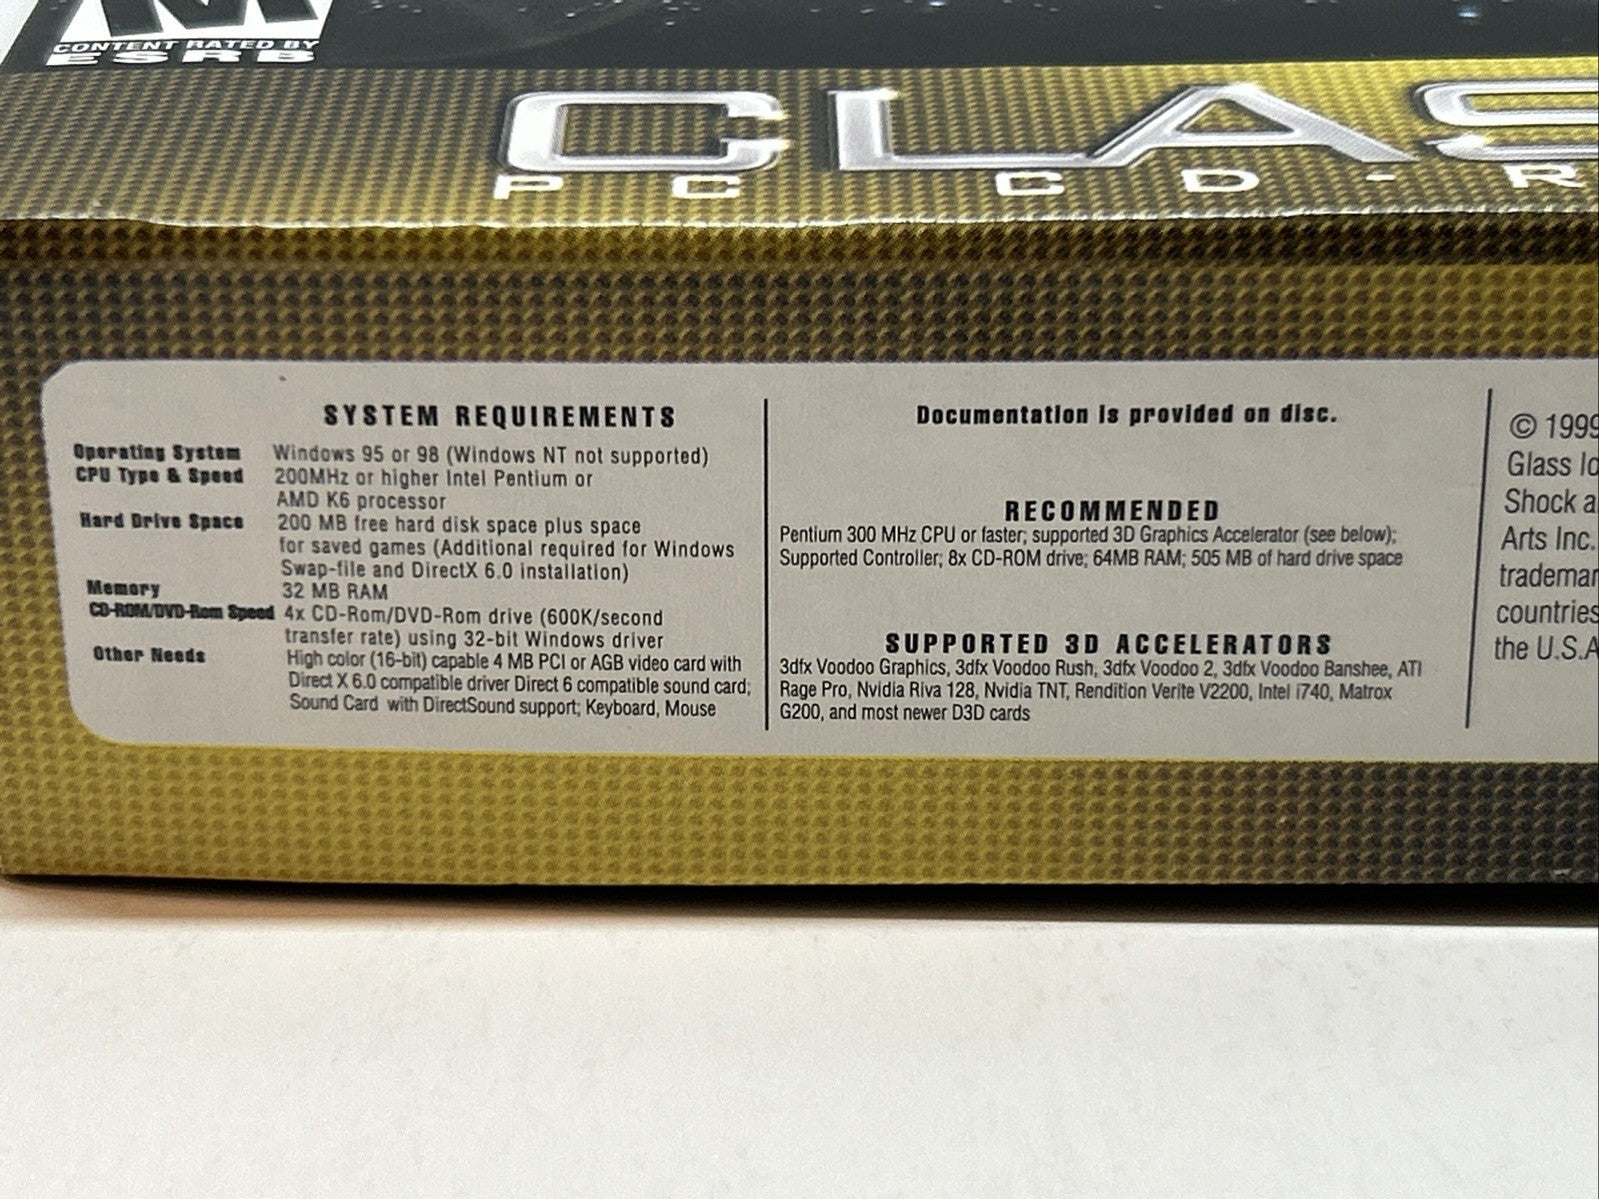 M
CONTENT RATED BY
ESRB
CLAS
PC CD-R
SYSTEM REQUIREMENTS
Operating System Windows 95 or 98 (Windows NT not supported)
CPU Type & Speed 200MHz or higher Intel Pentium or
AMD K6 processor
Hard Drive Space 200 MB free hard disk space plus space
for saved games (Additional required for Windows
Swap-file and DirectX 6.0 installation)
Memory 32 MB RAM
CD-ROM/DVD-Rom Speed 4x CD-Rom/DVD-Rom drive (600K/second
transfer rate) using 32-bit Windows driver
Other Needs High color (16-bit) capable 4 MB PCI or AGB video card with
Direct X 6.0 compatible driver Direct 6 compatible sound card;
Sound Card with DirectSound support; Keyboard, Mouse
Documentation is provided on disc.
RECOMMENDED
Pentium 300 MHz CPU or faster; supported 3D Graphics Accelerator (see below);
Supported Controller; 8x CD-ROM drive; 64MB RAM; 505 MB of hard drive space
SUPPORTED 3D ACCELERATORS
3dfx Voodoo Graphics, 3dfx Voodoo Rush, 3dfx Voodoo 2, 3dfx Voodoo Banshee, ATI
Rage Pro, Nvidia Riva 128, Nvidia TNT, Rendition Verite V2200, Intel i740, Matrox
G200, and most newer D3D cards
© 1999
Glass Lo
Shock a
Arts Inc.
trademar
countries
the U.S.A